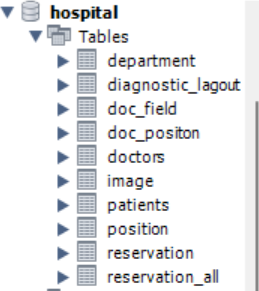 hospital
Tables
department
diagnostic_lagout
doc_field
doc_positon
doctors
image
patients
position
reservation
reservation_all